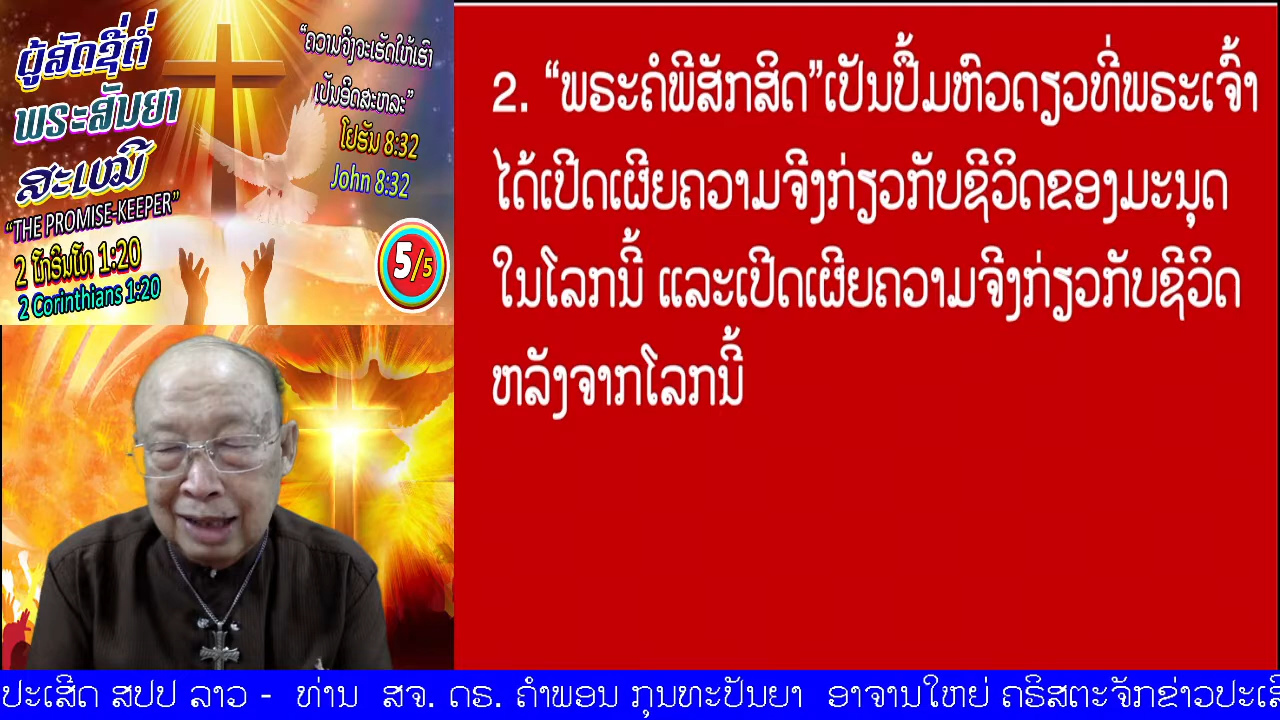 ຜູ້ສັດຊື່ຕໍ່
ພຣະສັນຍາ
ສະເໝີ
“THE PROMISE-KEEPER”
2 ໂກຣິນໂທ 1:20
2 Corinthians 1:20
“ຄວາມຈິງຈະເຮັດໃຫ້ເຮົາ
ເປັນອິດສະຫລະ”
ໂຢຮັນ 8:32
John 8:32
5/5
2. “ພຣະຄໍພີສັກສິດ”ເປັນປຶ້ມຫົວດຽວທີ່ພຣະເຈົ້າ
ໄດ້ເປີດເຜີຍຄວາມຈີງກ່ຽວກັບຊີວິດຂອງມະນຸດ
ໃນໂລກນີ້ ແລະເປີດເຜີຍຄວາມຈີງກ່ຽວກັບຊີວິດ
ຫລັງຈາກໂລກນີ້
ປະເສີດ ສປປ ລາວ - ທ່ານ ສຈ. ດຣ. ຄຳພອນ ກຸນທະປັນຍາ ອາຈານໃຫຍ່ ຄຣິສຕະຈັກຂ່າວປະເສີ